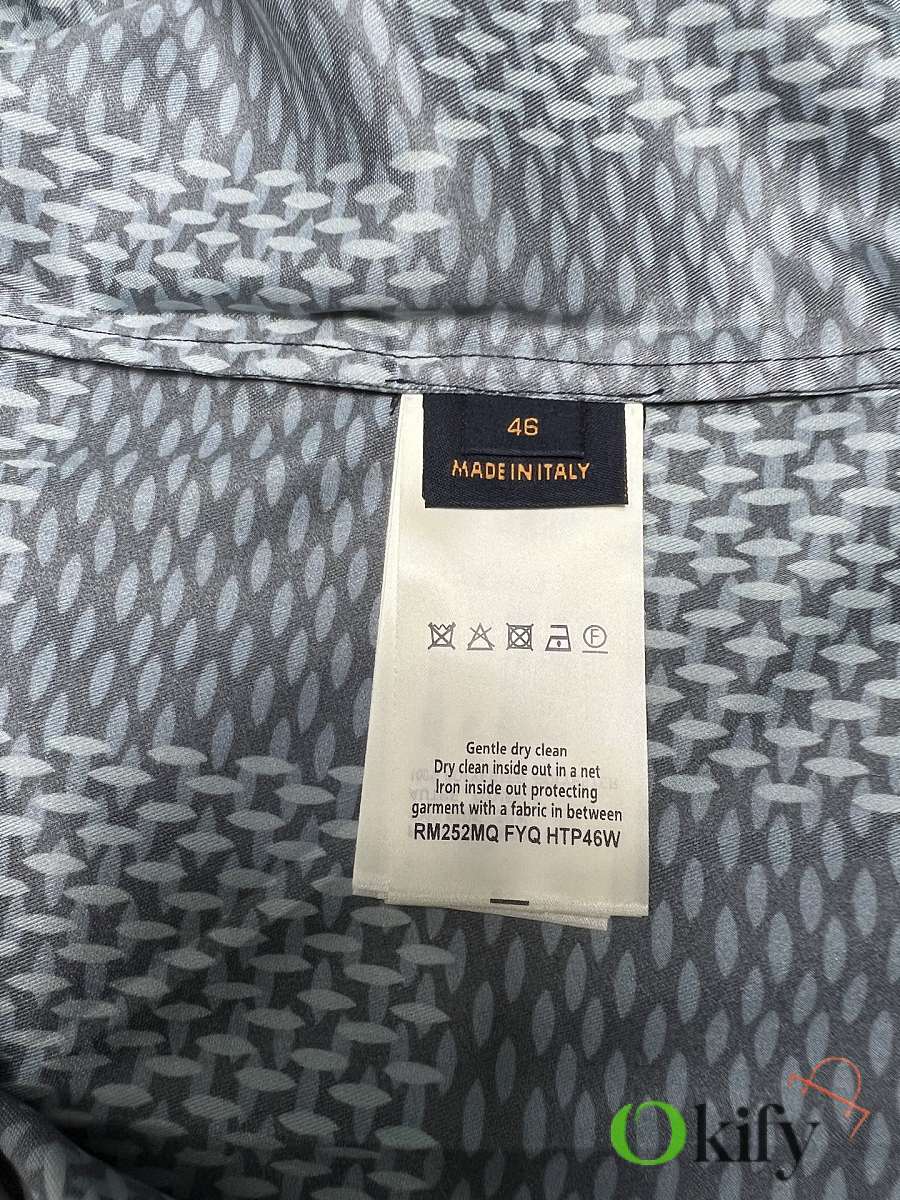 46
MADE IN ITALY
F
Gentle dry clean
Dry clean inside out in a net
Iron inside out protecting
garment with a fabric in between
RM252MQ FYQ HTP46W
Okify